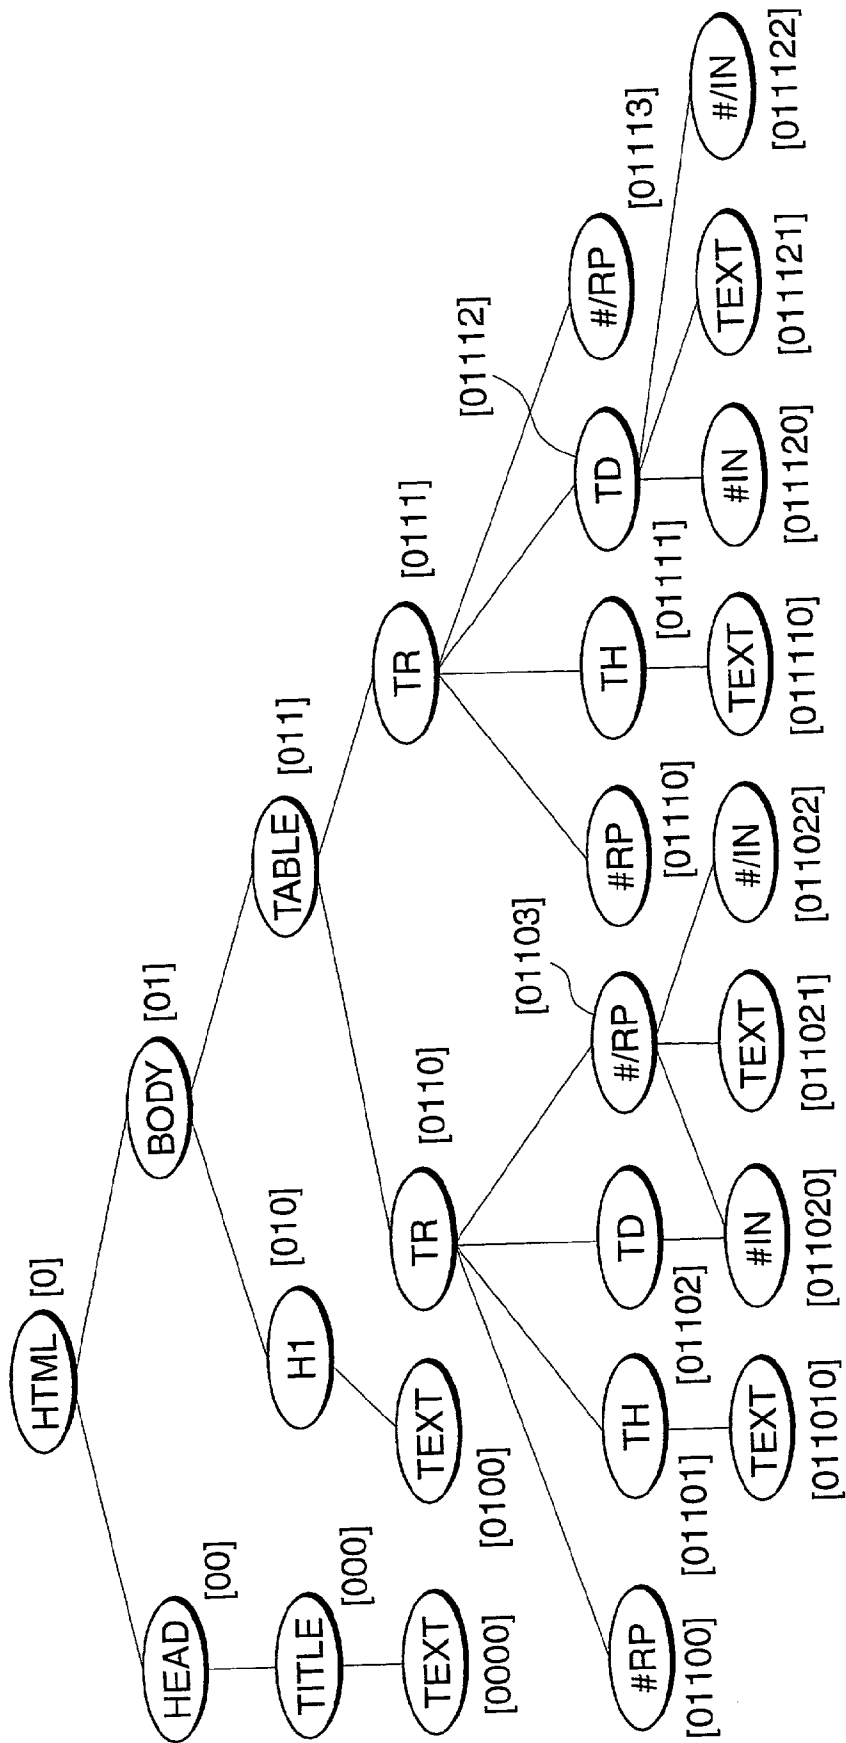 HTML [0]
HEAD [00]
BODY [01]
TITLE [000]
H1 [010]
TABLE [011]
TEXT [0000]
TEXT [0100]
TR [0110]
TR [0111]
#RP [01100]
TH [01101]
TD [01102]
#/RP [01103]
#RP [01110]
TH [01111]
TD [01112]
#/RP [01113]
TEXT [011010]
#IN [011020]
TEXT [011021]
#/IN [011022]
TEXT [011110]
#IN [011120]
TEXT [011121]
#/IN [011122]